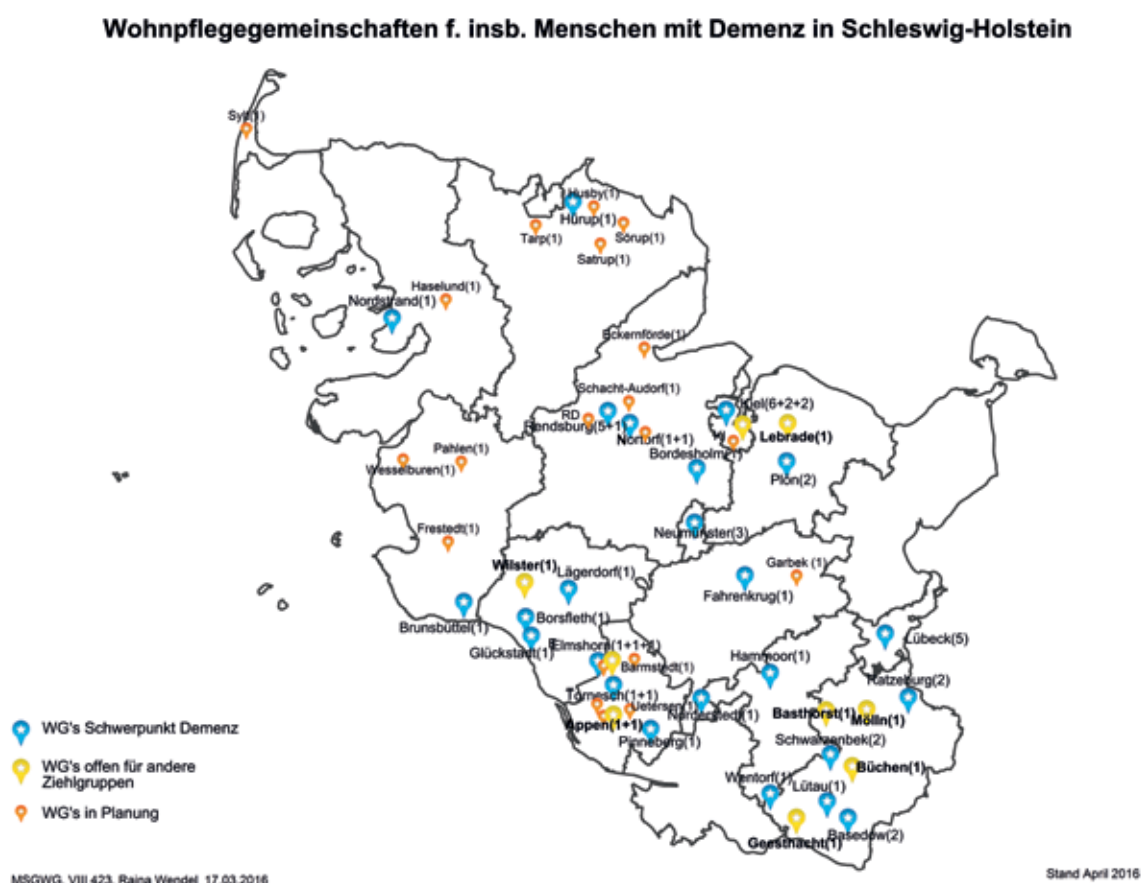 Wohnpflegegemeinschaften f. insb. Menschen mit Demenz in Schleswig-Holstein
Sylt(1)
Husby(1)
Hürup(1)
Tarp(1)
Sörup(1)
Satrup(1)
Haselund(1)
Nordstrand(1)
Eckernförde(1)
Schacht-Audorf(1)
RD
Rendsburg(5+1)
Nortorf(1+1)
(6+2+2)
Lebrade(1)
Bordesholm
Plön(2)
Pahlen(1)
Wesselburen(1)
Neumünster(3)
Frestedt(1)
Wilster(1)
Lägerdorf(1)
Garbek (1)
Fahrenkrug(1)
Brunsbüttel(1)
Borsfleth(1)
Glückstadt(1)
Lübeck(5)
Elmshorn(1+1+1)
Barmstedt(1)
Hammoor(1)
Ratzeburg(2)
Tornesch(1+1)
Uetersen(1)
Norderstedt(1)
Appen(1+1)
Pinneberg(1)
Basthorst(1)
Mölln(1)
Schwarzenbek(2)
Büchen(1)
Wentorf(1)
Lütau(1)
Basedow(2)
Geesthacht(1)
WG's Schwerpunkt Demenz
WG's offen für andere
Ziehlgruppen
WG's in Planung
MSGWG, VIII 423, Raina Wendel, 17.03.2016
Stand April 2016